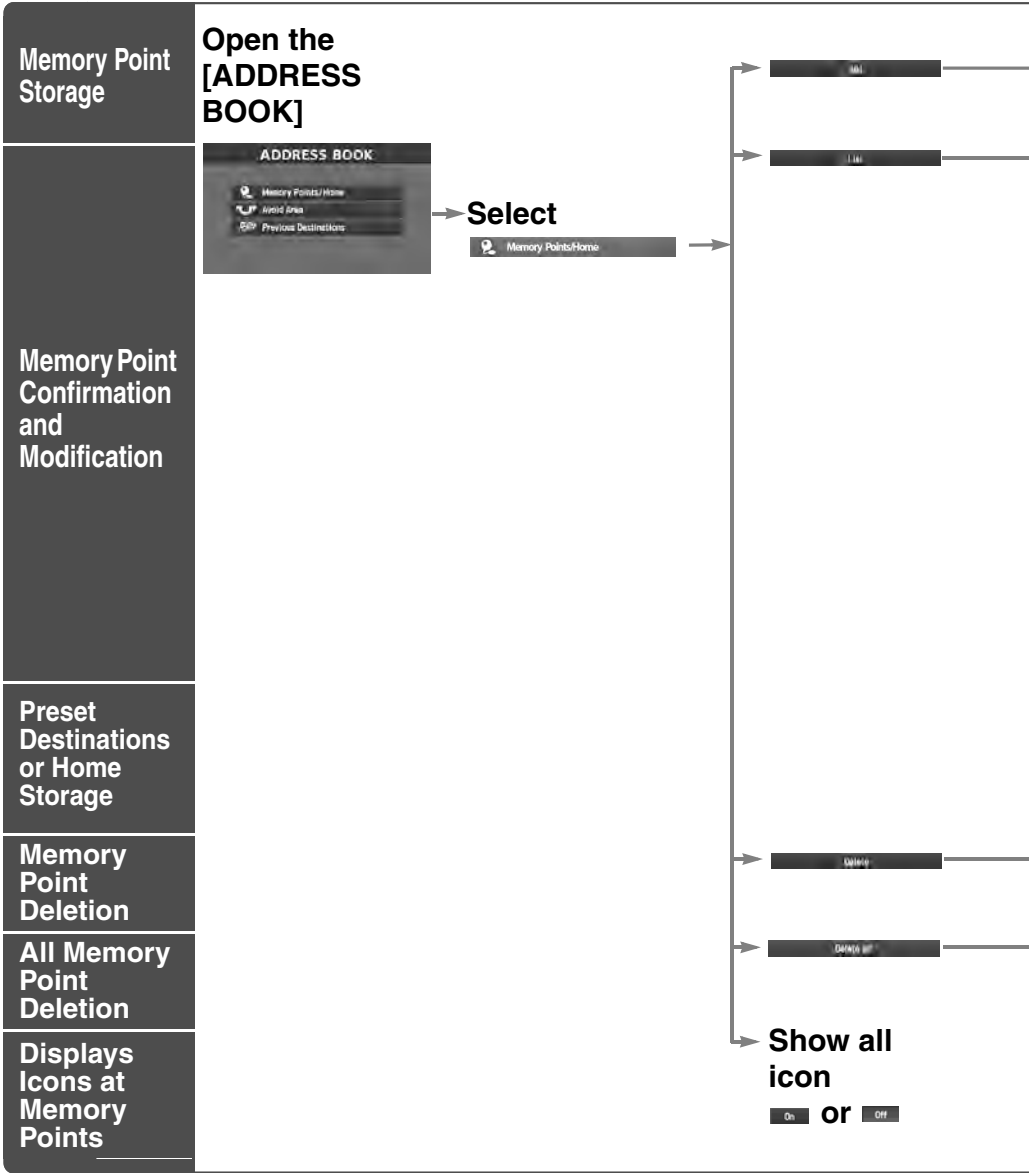 Memory Point
Storage
Open the
[ADDRESS
BOOK]
Add
List
ADDRESS BOOK
Memory Points/Home
Avoid Area
Previous Destinations
Select
Memory Points/Home
Memory Point
Confirmation
and
Modification
Preset
Destinations
or Home
Storage
Memory
Point
Deletion
Delete
All Memory
Point
Deletion
Delete all
Displays
Icons at
Memory
Points
Show all
icon
On or Off